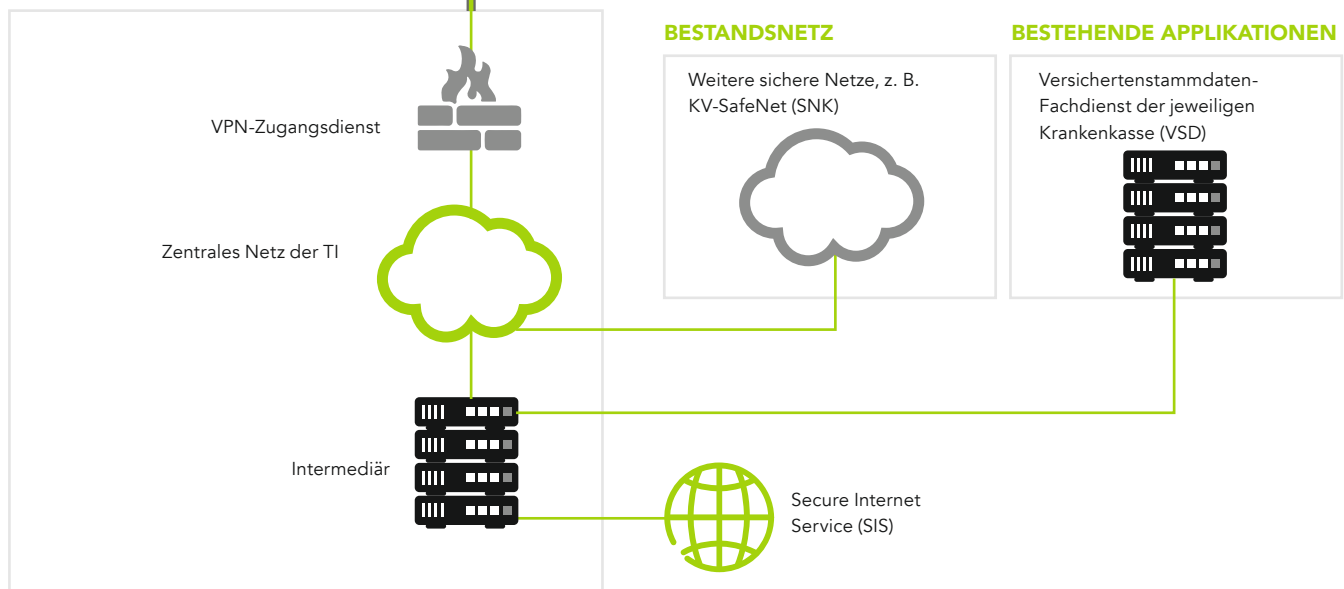 BESTANDSNETZ
Weitere sichere Netze, z. B.
KV-SafeNet (SNK)
BESTEHENDE APPLIKATIONEN
Versichertenstammdaten-
Fachdienst der jeweiligen
Krankenkasse (VSD)
VPN-Zugangsdienst
Zentrales Netz der TI
Intermediär
Secure Internet
Service (SIS)